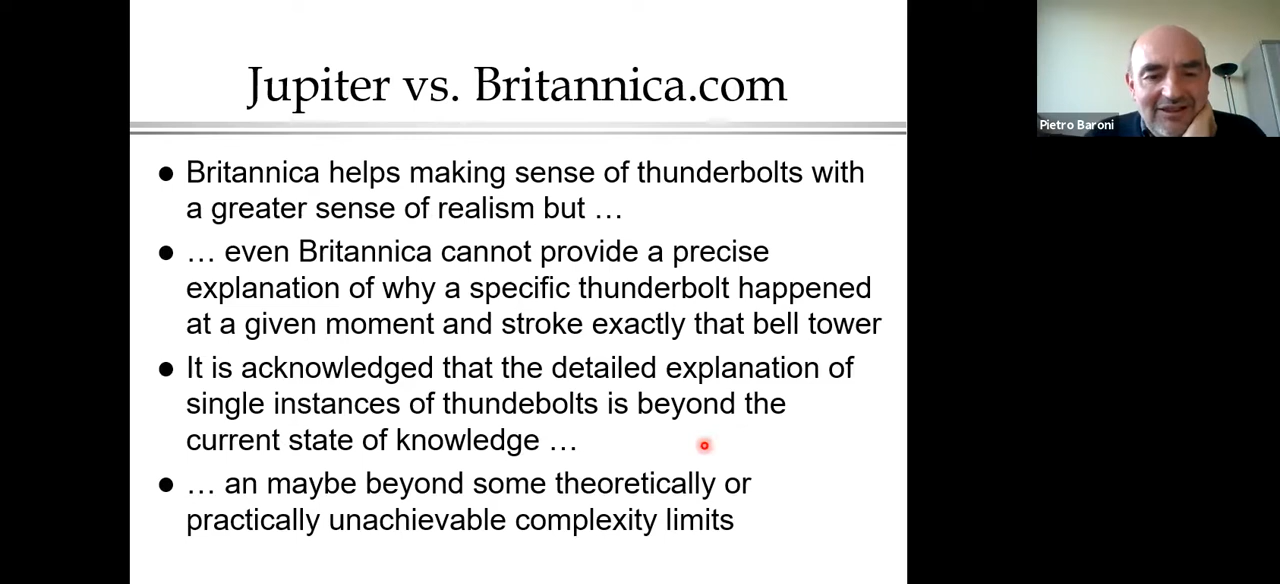 Jupiter vs. Britannica.com
● Britannica helps making sense of thunderbolts with
a greater sense of realism but …
● … even Britannica cannot provide a precise
explanation of why a specific thunderbolt happened
at a given moment and stroke exactly that bell tower
● It is acknowledged that the detailed explanation of
single instances of thundebolts is beyond the
current state of knowledge …
● … an maybe beyond some theoretically or
practically unachievable complexity limits
Pietro Baroni